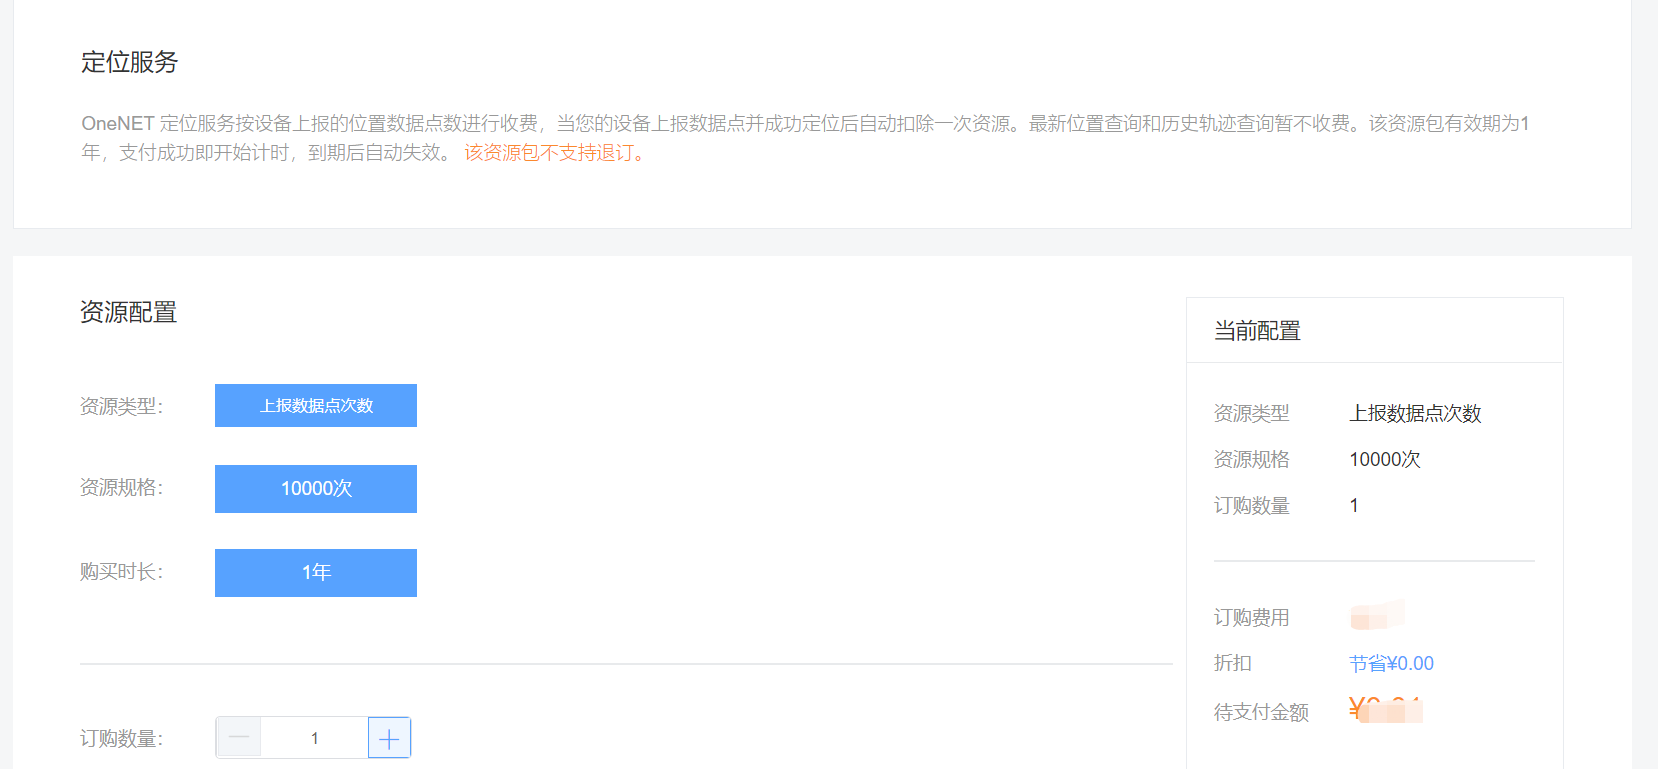 定位服务
OneNET 定位服务按设备上报的位置数据点数进行收费，当您的设备上报数据点并成功定位后自动扣除一次资源。最新位置查询和历史轨迹查询暂不收费。该资源包有效期为1
年，支付成功即开始计时，到期后自动失效。 该资源包不支持退订。
资源配置
资源类型： 上报数据点次数
资源规格： 10000次
购买时长： 1年
订购数量： 1
当前配置
资源类型 上报数据点次数
资源规格 10000次
订购数量 1
订购费用
折扣 节省¥0.00
待支付金额 ¥